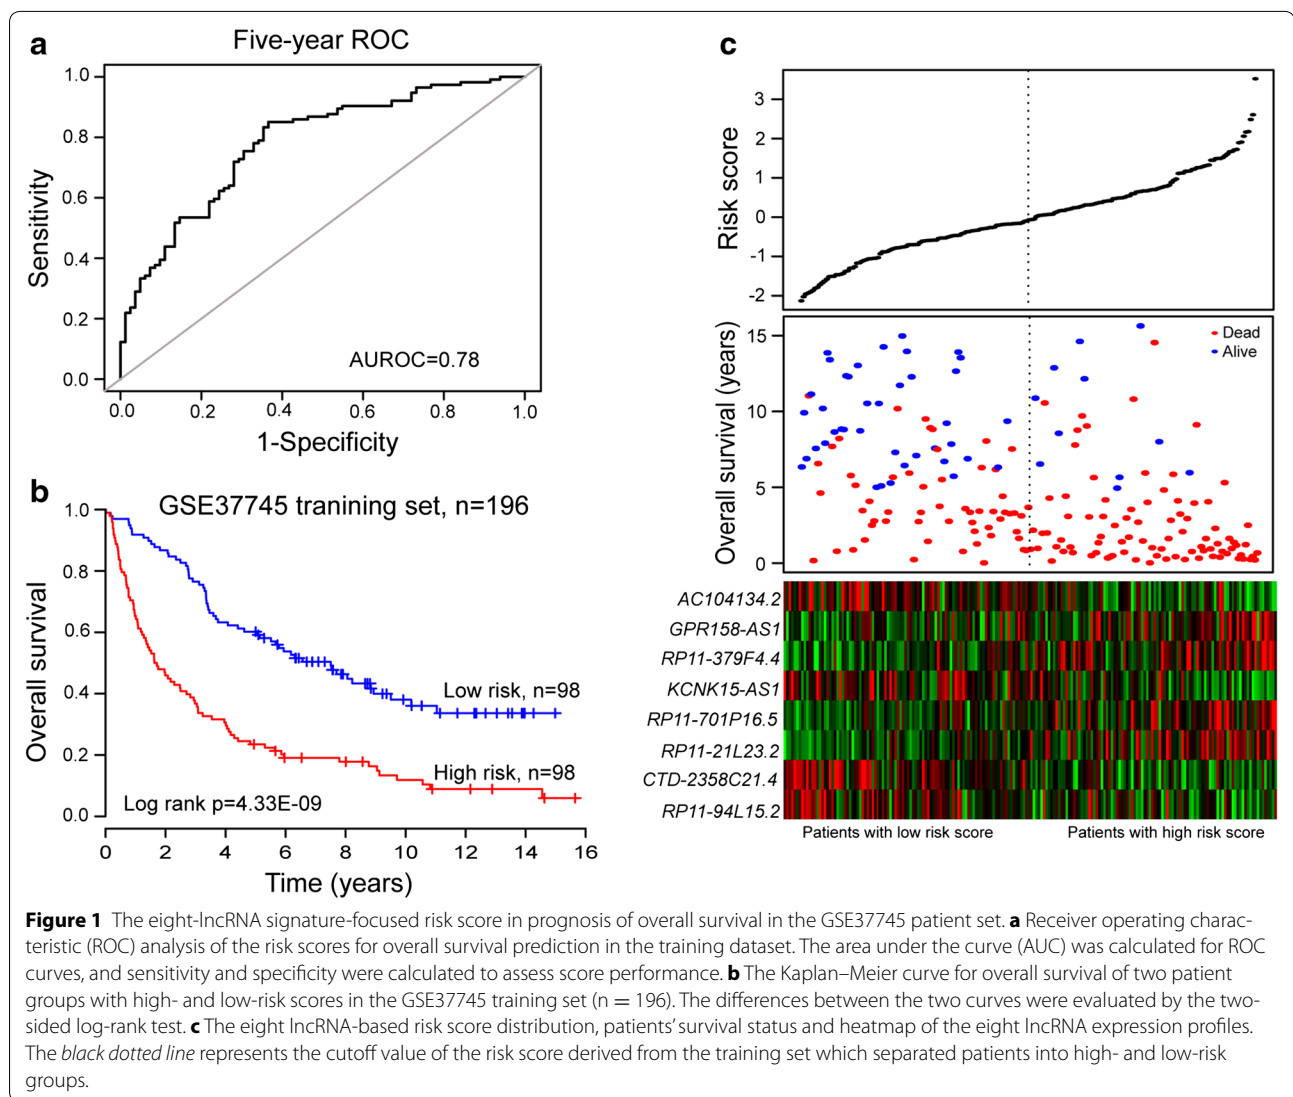 a
Five-year ROC
1.0
0.8
0.6
0.4
0.2
0.0
Sensitivity
AUROC=0.78
0.0 0.2 0.4 0.6 0.8 1.0
1-Specificity
b
GSE37745 tranining set, n=196
1.0
0.8
0.6
0.4
0.2
0.0
Overall survival
Low risk, n=98
High risk, n=98
Log rank p=4.33E-09
0 2 4 6 8 10 12 14 16
Time (years)
c
3
2
1
0
-1
-2
Risk score
15
10
5
0
Overall survival (years)
Dead
Alive
AC104134.2
GPR158-AS1
RP11-379F4.4
KCNK15-AS1
RP11-701P16.5
RP11-21L23.2
CTD-2358C21.4
RP11-94L15.2
Patients with low risk score Patients with high risk score
Figure 1 The eight-lncRNA signature-focused risk score in prognosis of overall survival in the GSE37745 patient set. a Receiver operating charac-
teristic (ROC) analysis of the risk scores for overall survival prediction in the training dataset. The area under the curve (AUC) was calculated for ROC
curves, and sensitivity and specificity were calculated to assess score performance. b The Kaplan–Meier curve for overall survival of two patient
groups with high- and low-risk scores in the GSE37745 training set (n = 196). The differences between the two curves were evaluated by the two-
sided log-rank test. c The eight lncRNA-based risk score distribution, patients' survival status and heatmap of the eight lncRNA expression profiles.
The black dotted line represents the cutoff value of the risk score derived from the training set which separated patients into high- and low-risk
groups.